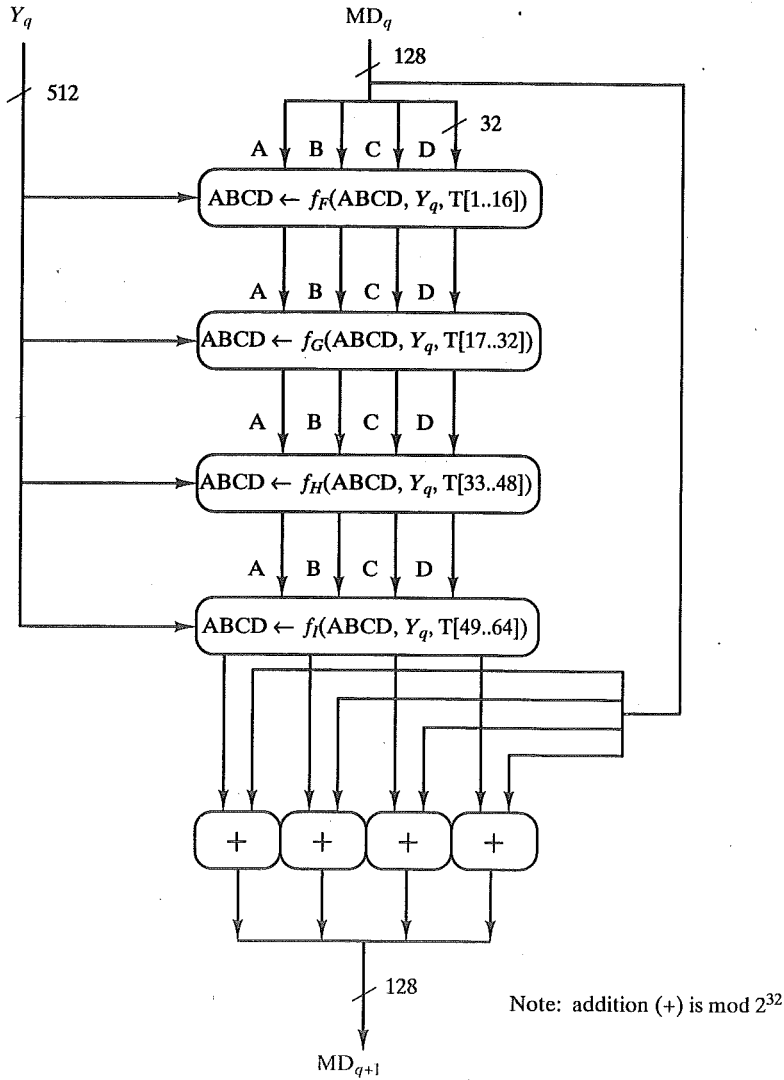 Y_q
MD_q
128
512
32
A B C D
ABCD ← f_F(ABCD, Y_q, T[1..16])
A B C D
ABCD ← f_G(ABCD, Y_q, T[17..32])
A B C D
ABCD ← f_H(ABCD, Y_q, T[33..48])
A B C D
ABCD ← f_I(ABCD, Y_q, T[49..64])
+ + + +
128
Note: addition (+) is mod 2^32
MD_{q+1}